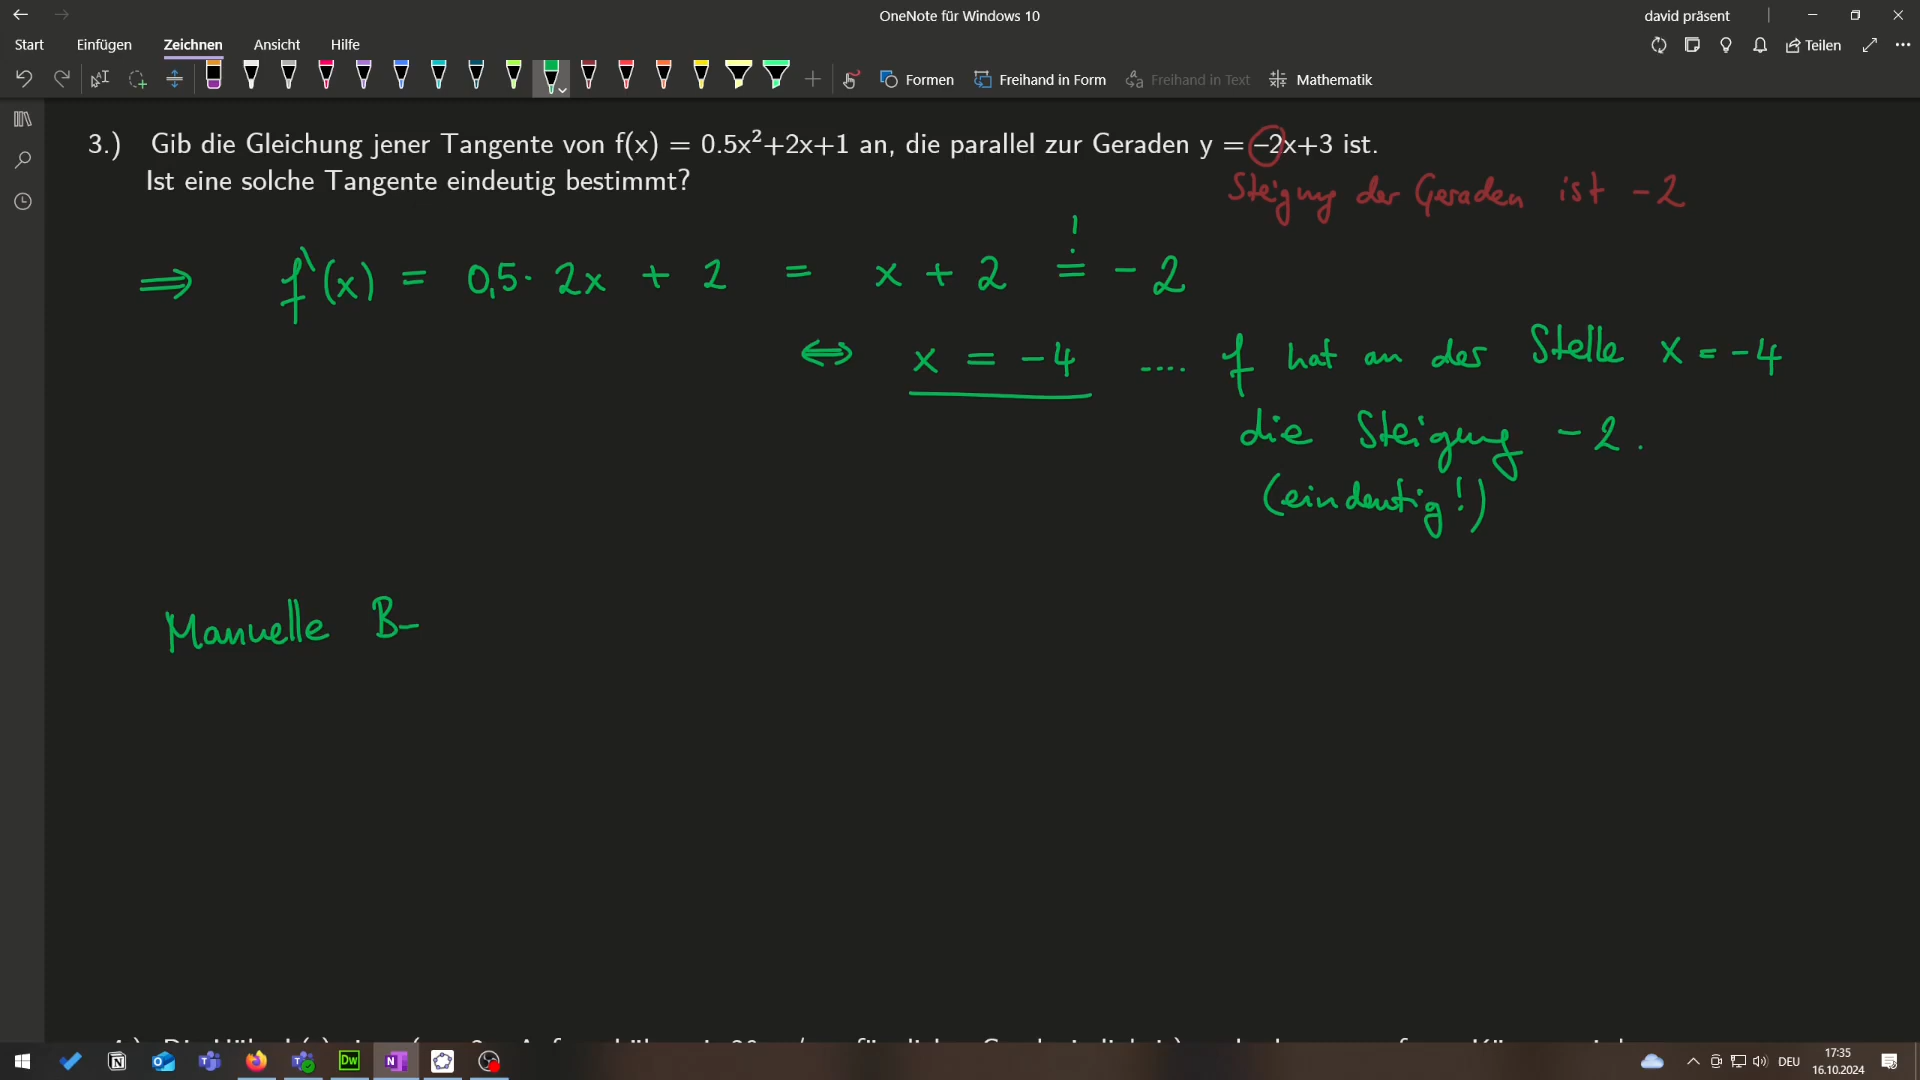 OneNote für Windows 10
david präsent
Start Einfügen Zeichnen Ansicht Hilfe
Teilen
Formen Freihand in Form Freihand in Text Mathematik
3.) Gib die Gleichung jener Tangente von f(x) = 0.5x²+2x+1 an, die parallel zur Geraden y = −2x+3 ist.
Ist eine solche Tangente eindeutig bestimmt?
Steigung der Geraden ist -2
⇒ f'(x) = 0,5 · 2x + 2 = x + 2 =! -2
⇔ x = -4 .... f hat an der Stelle x = -4
die Steigung -2.
(eindeutig!)
Manuelle B
DEU
17:35
16.10.2024